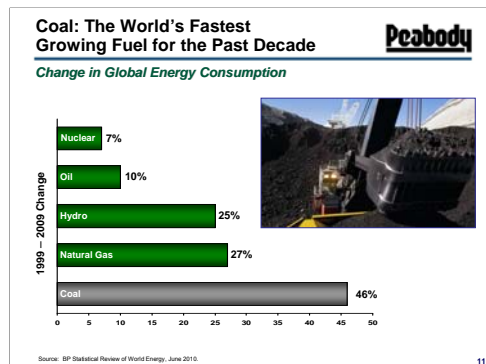 Coal: The World's Fastest
Growing Fuel for the Past Decade
Peabody
Change in Global Energy Consumption
1999 – 2009 Change
Nuclear 7%
Oil 10%
Hydro 25%
Natural Gas 27%
Coal 46%
0 5 10 15 20 25 30 35 40 45 50
Source: BP Statistical Review of World Energy, June 2010.
11